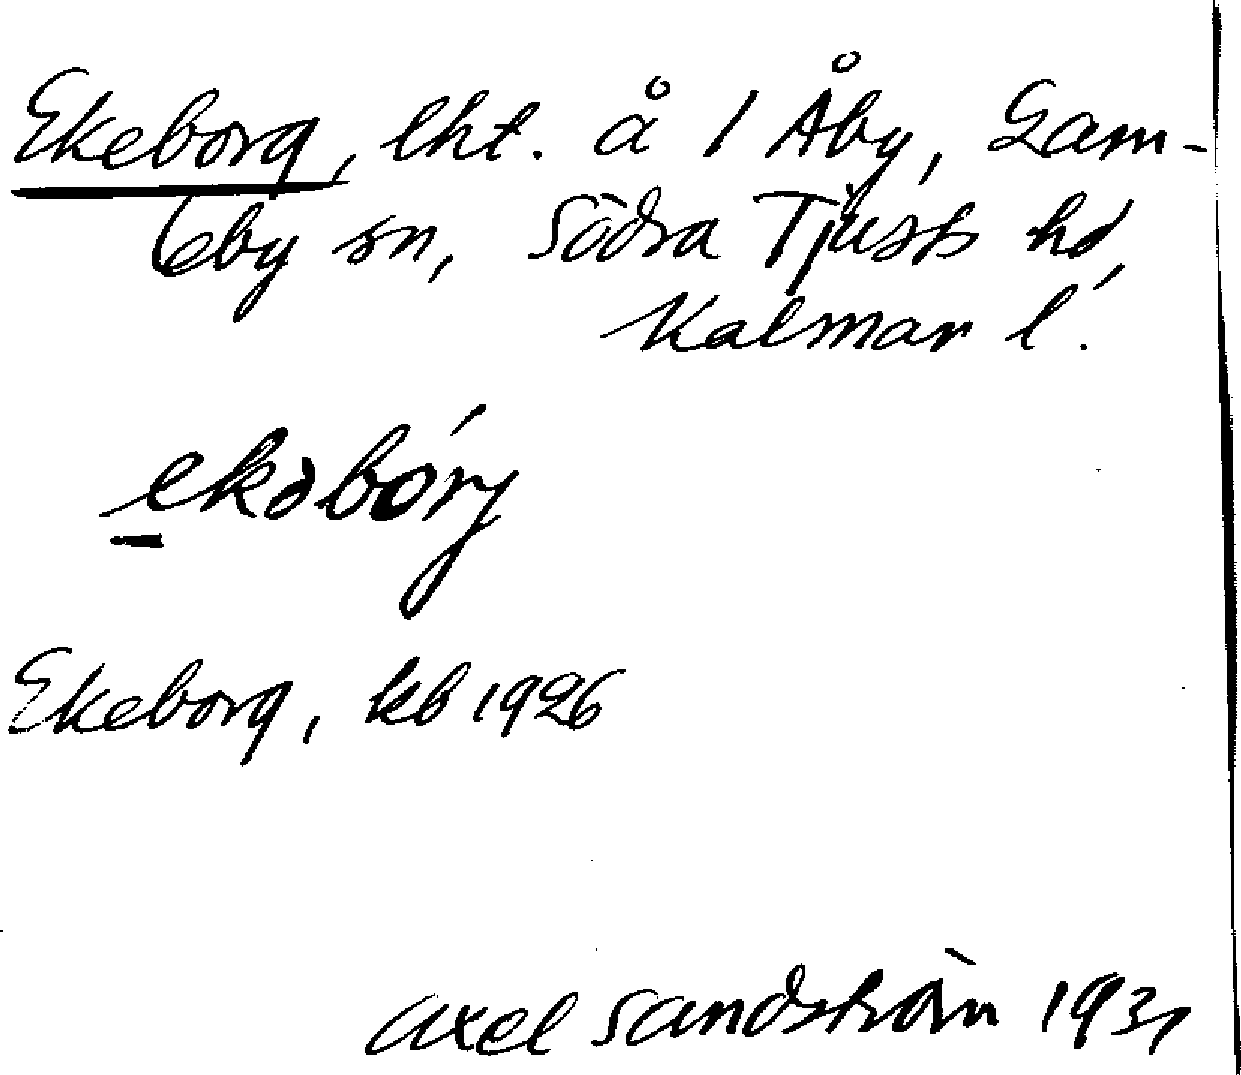 Ekeborg, lht. å 1 Åby, Gam-
leby sn, Södra Tjusts hd,
Kalmar l.
ekəbórj
Ekeborg, kb 1926
Axel Sandström 1931